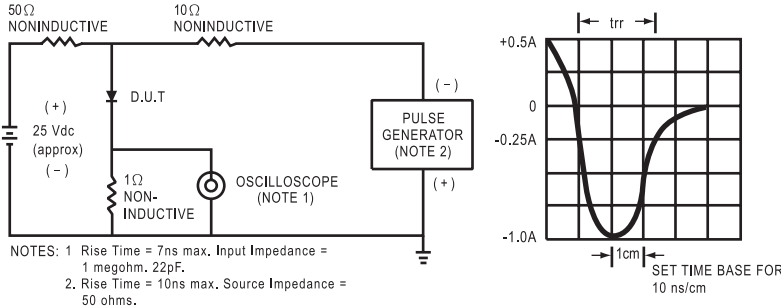 50Ω
NONINDUCTIVE
10Ω
NONINDUCTIVE
(+)
25 Vdc
(approx)
(-)
D.U.T
1Ω
NON-
INDUCTIVE
OSCILLOSCOPE
(NOTE 1)
(-)
PULSE
GENERATOR
(NOTE 2)
(+)
NOTES: 1 Rise Time = 7ns max. Input Impedance =
1 megohm. 22pF.
2. Rise Time = 10ns max. Source Impedance =
50 ohms.
trr
+0.5A
0
-0.25A
-1.0A
1cm
SET TIME BASE FOR
10 ns/cm